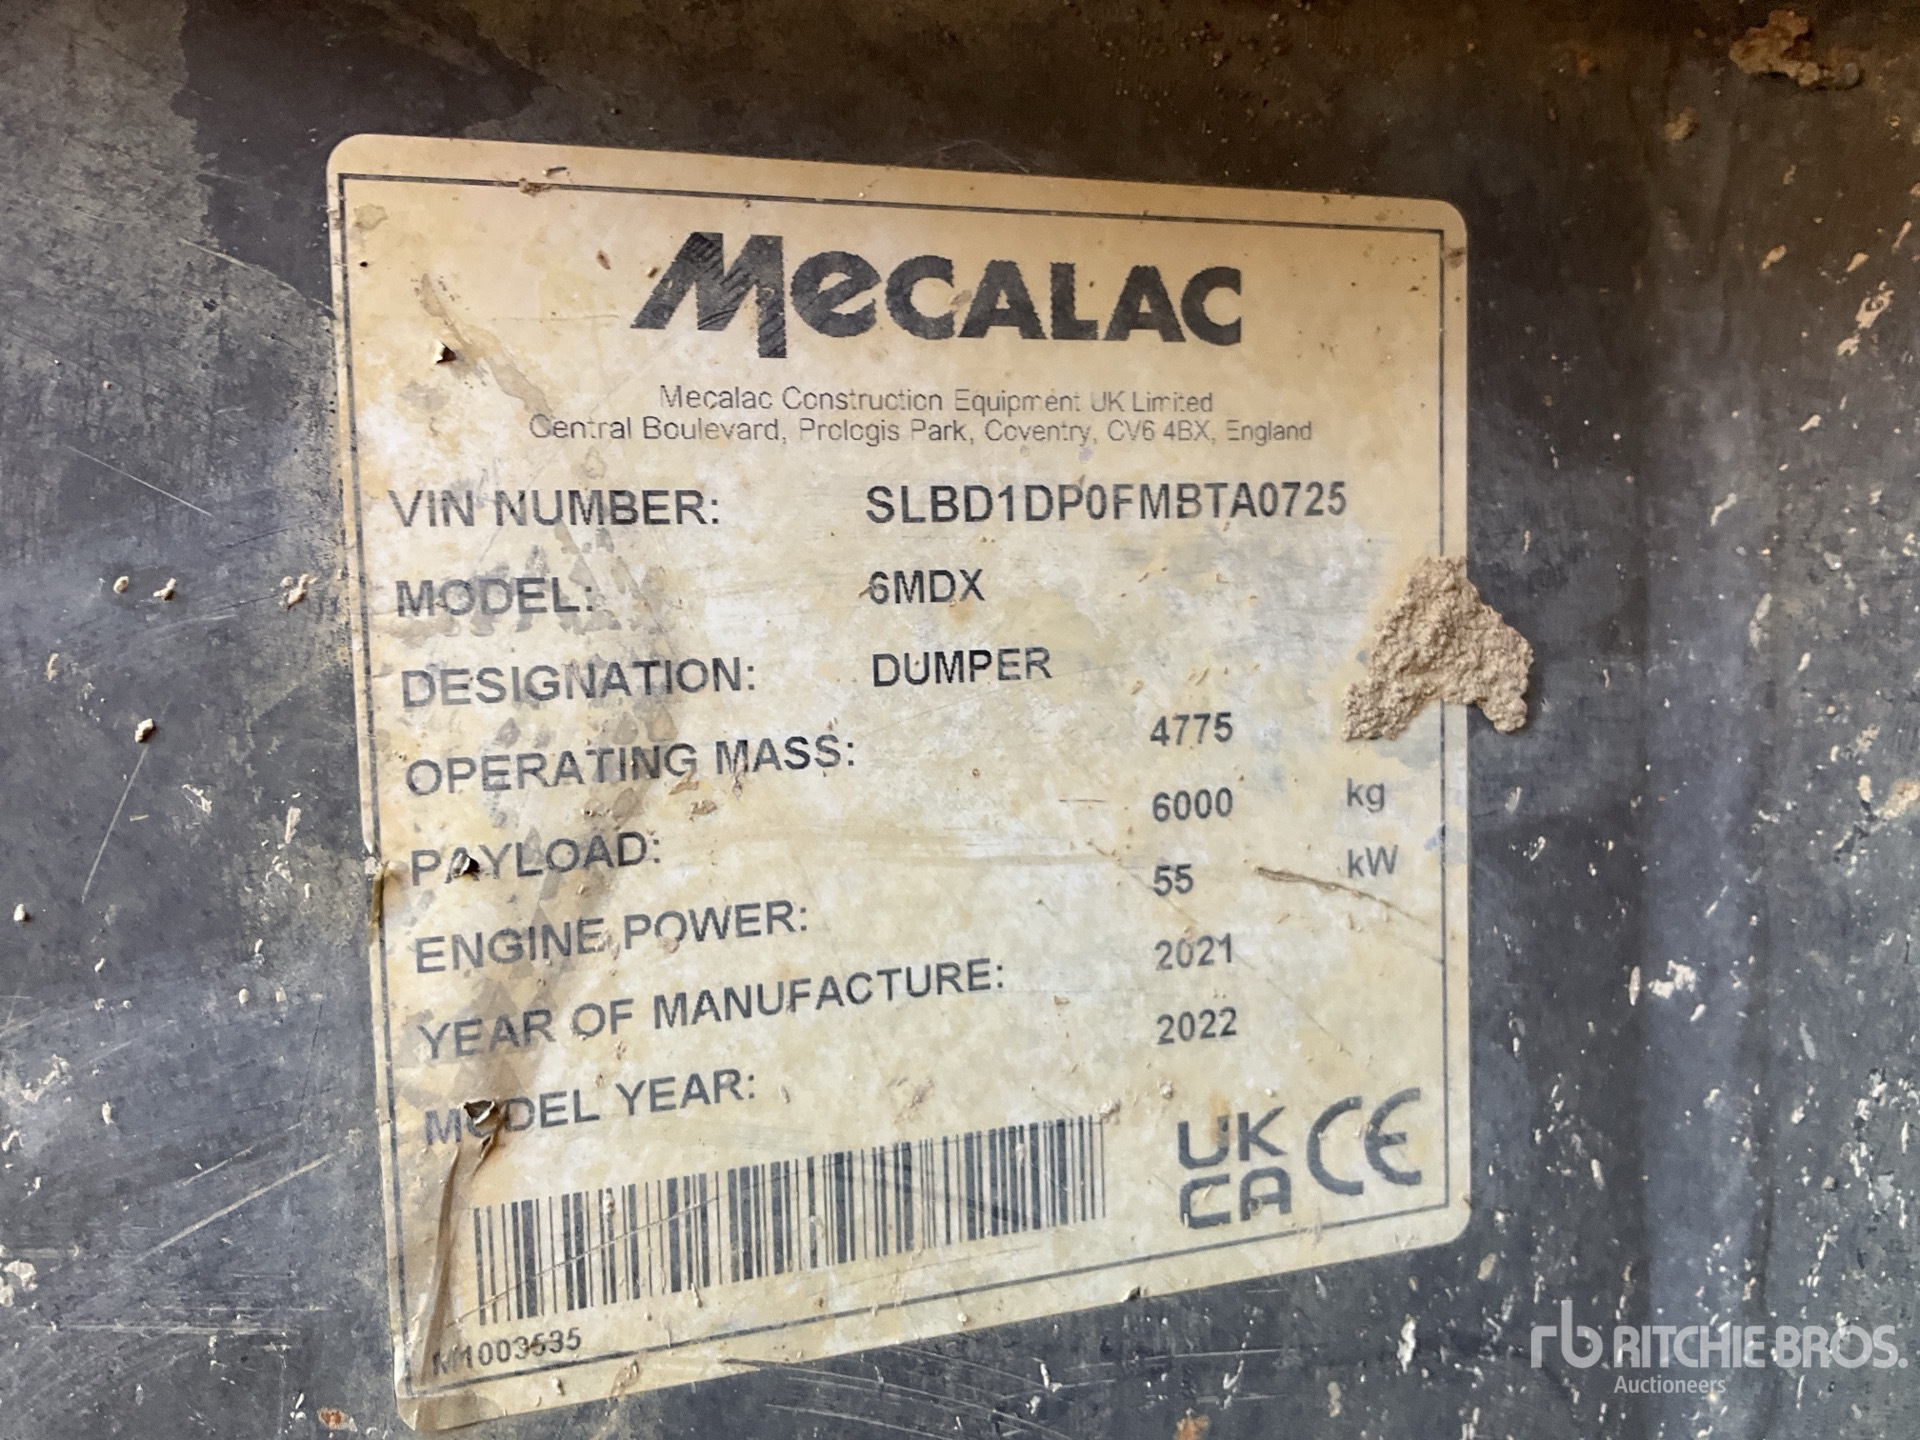 MECALAC
Mecalac Construction Equipment UK Limited
Central Boulevard, Prologis Park, Coventry, CV6 4BX, England
VIN NUMBER: SLBD1DP0FMBTA0725
MODEL: 6MDX
DESIGNATION: DUMPER
OPERATING MASS: 4775
PAYLOAD: 6000 kg
ENGINE POWER: 55 kW
YEAR OF MANUFACTURE: 2021
MODEL YEAR: 2022
UK CA CE
M1003535
rb RITCHIE BROS.
Auctioneers